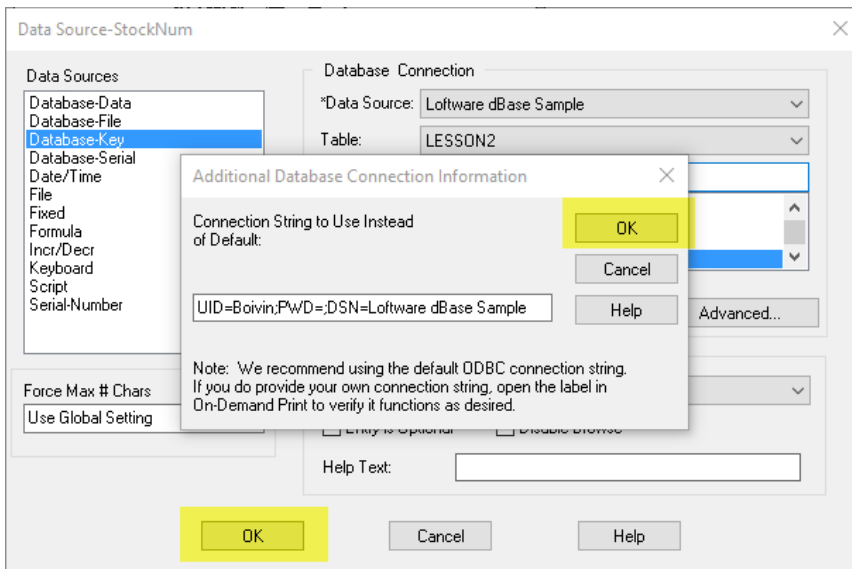 Data Source-StockNum
Data Sources
Database-Data
Database-File
Database-Key
Database-Serial
Date/Time
File
Fixed
Formula
Incr/Decr
Keyboard
Script
Serial-Number
Force Max # Chars
Use Global Setting
Database Connection
*Data Source: Loftware dBase Sample
Table: LESSON2
Additional Database Connection Information
Connection String to Use Instead
of Default:
OK
Cancel
Help
UID=Boivin;PWD=;DSN=Loftware dBase Sample
Note: We recommend using the default ODBC connection string.
If you do provide your own connection string, open the label in
On-Demand Print to verify it functions as desired.
Advanced...
Entry is Optional Disable Browse
Help Text:
OK Cancel Help